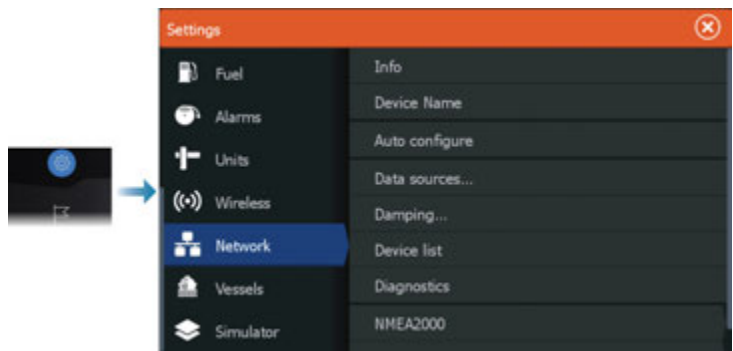 Settings
Fuel
Alarms
Units
Wireless
Network
Vessels
Simulator
Info
Device Name
Auto configure
Data sources...
Damping...
Device list
Diagnostics
NMEA2000